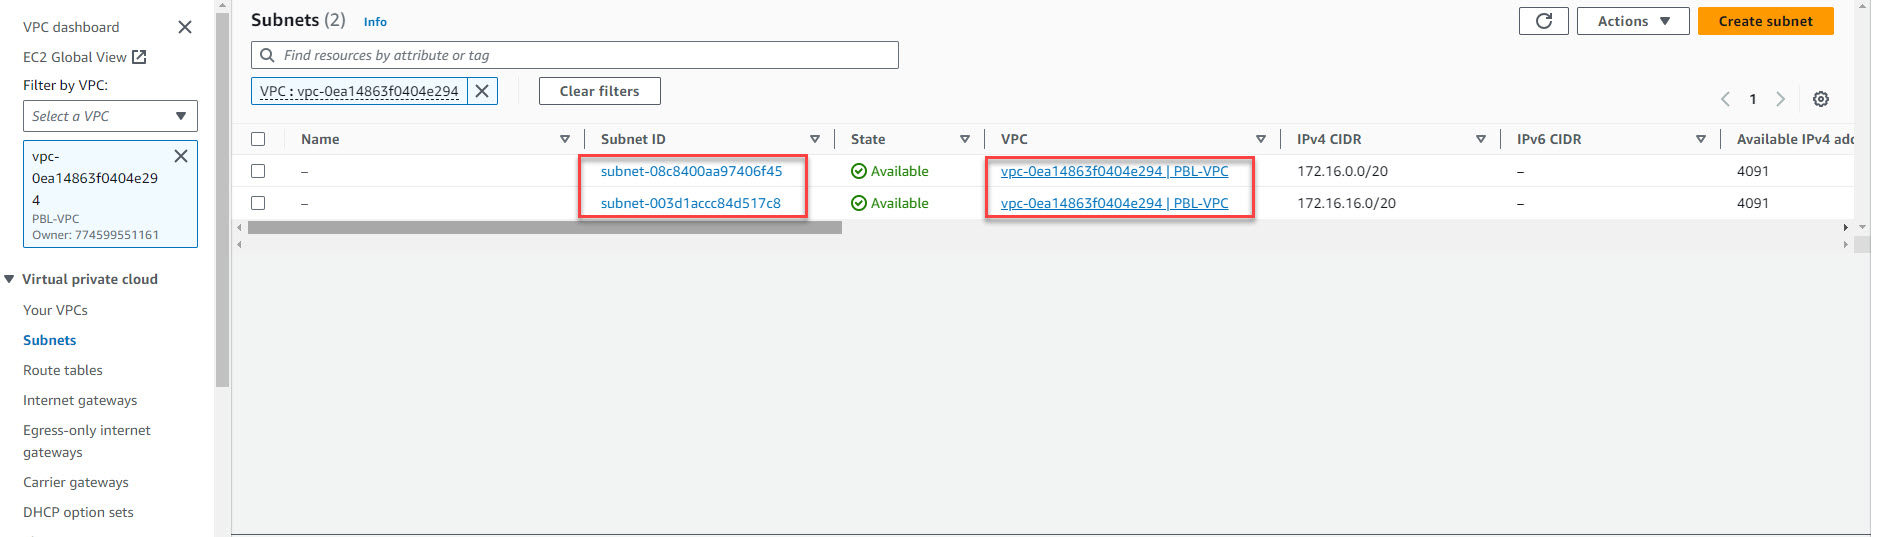 VPC dashboard
EC2 Global View
Filter by VPC:
Select a VPC
vpc-
0ea14863f0404e29
4
PBL-VPC
Owner: 774599551161
Virtual private cloud
Your VPCs
Subnets
Route tables
Internet gateways
Egress-only internet
gateways
Carrier gateways
DHCP option sets
Subnets (2) Info
Actions
Create subnet
Find resources by attribute or tag
VPC : vpc-0ea14863f0404e294
Clear filters
1
Name Subnet ID State VPC IPv4 CIDR IPv6 CIDR Available IPv4 add
– subnet-08c8400aa97406f45 Available vpc-0ea14863f0404e294 | PBL-VPC 172.16.0.0/20 – 4091
– subnet-003d1accc84d517c8 Available vpc-0ea14863f0404e294 | PBL-VPC 172.16.16.0/20 – 4091